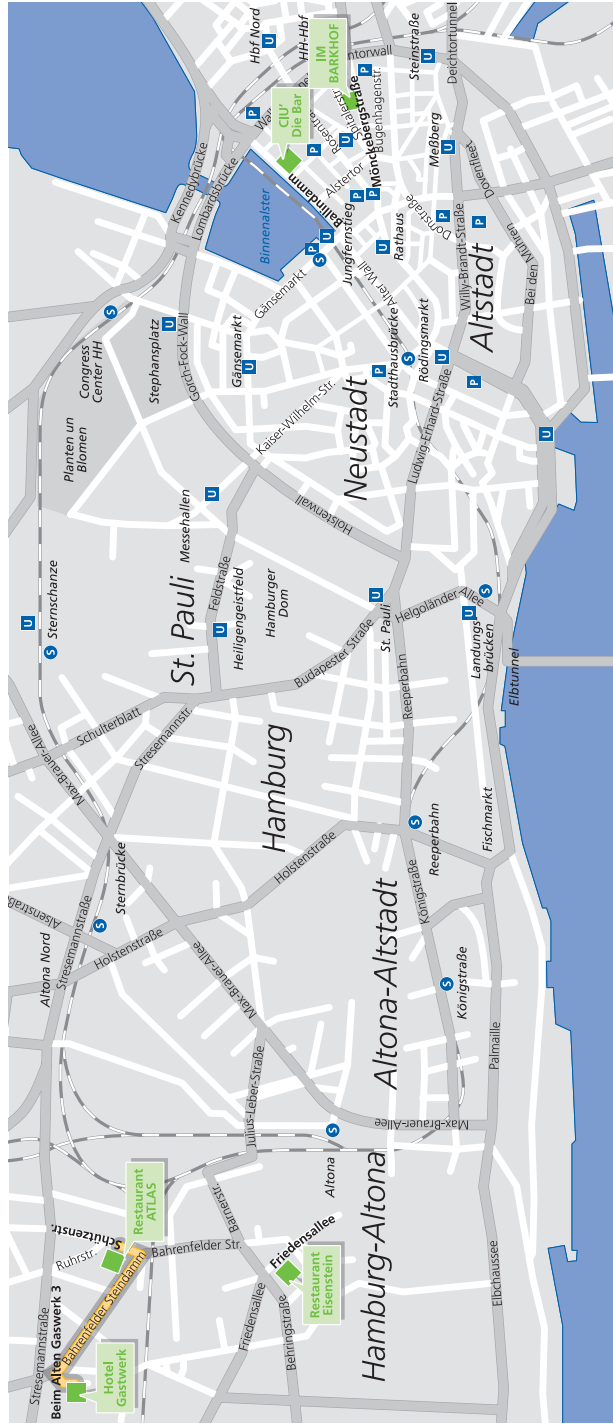 Hbf Nord
HH-Hbf
IM
BARKHOF
Steinstraße
Deichtortunnel
ntorwall
Wall
CIU'
Die Bar
Rosenstr.
Spitalerstr.
Mönckebergstraße
Bugenhagenstr.
Meßberg
Dovenfleet
Kennedybrücke
Lombardsbrücke
Ballindamm
Alstertor
Binnenalster
Jungfernstieg
Rathaus
Domstraße
Willy-Brandt-Straße
Bei den Mühren
Altstadt
Gänsemarkt
Alter Wall
Congress
Center HH
Stephansplatz
Gorch-Fock-Wall
Gänsemarkt
Stadthausbrücke
Rödingsmarkt
Planten un
Blomen
Kaiser-Wilhelm-Str.
Neustadt
Ludwig-Erhard-Straße
Messehallen
Holstenwall
Sternschanze
St. Pauli
Feldstraße
Heiligengeistfeld
Hamburger
Dom
Budapester Straße
St. Pauli
Helgoländer Allee
Landungs-
brücken
Elbtunnel
Reeperbahn
Schulterblatt
Stresemannstr.
Max-Brauer-Allee
Hamburg
Sternbrücke
Holstenstraße
Reeperbahn
Fischmarkt
Alsenstraße
Altona Nord
Stresemannstraße
Holstenstraße
Max-Brauer-Allee
Altona-Altstadt
Königstraße
Königstraße
Palmaille
Julius-Leber-Straße
Altona
Max-Brauer-Allee
Hamburg-Altona
Restaurant
ATLAS
Schützenstr.
Ruhrstr.
Bahrenfelder Str.
Barnerstr.
Friedensallee
Restaurant
Eisenstein
Elbchaussee
Stresemannstraße
Beim Alten Gaswerk 3
Bahrenfelder Steindamm
Hotel
Gastwerk
Friedensallee
Behringstraße